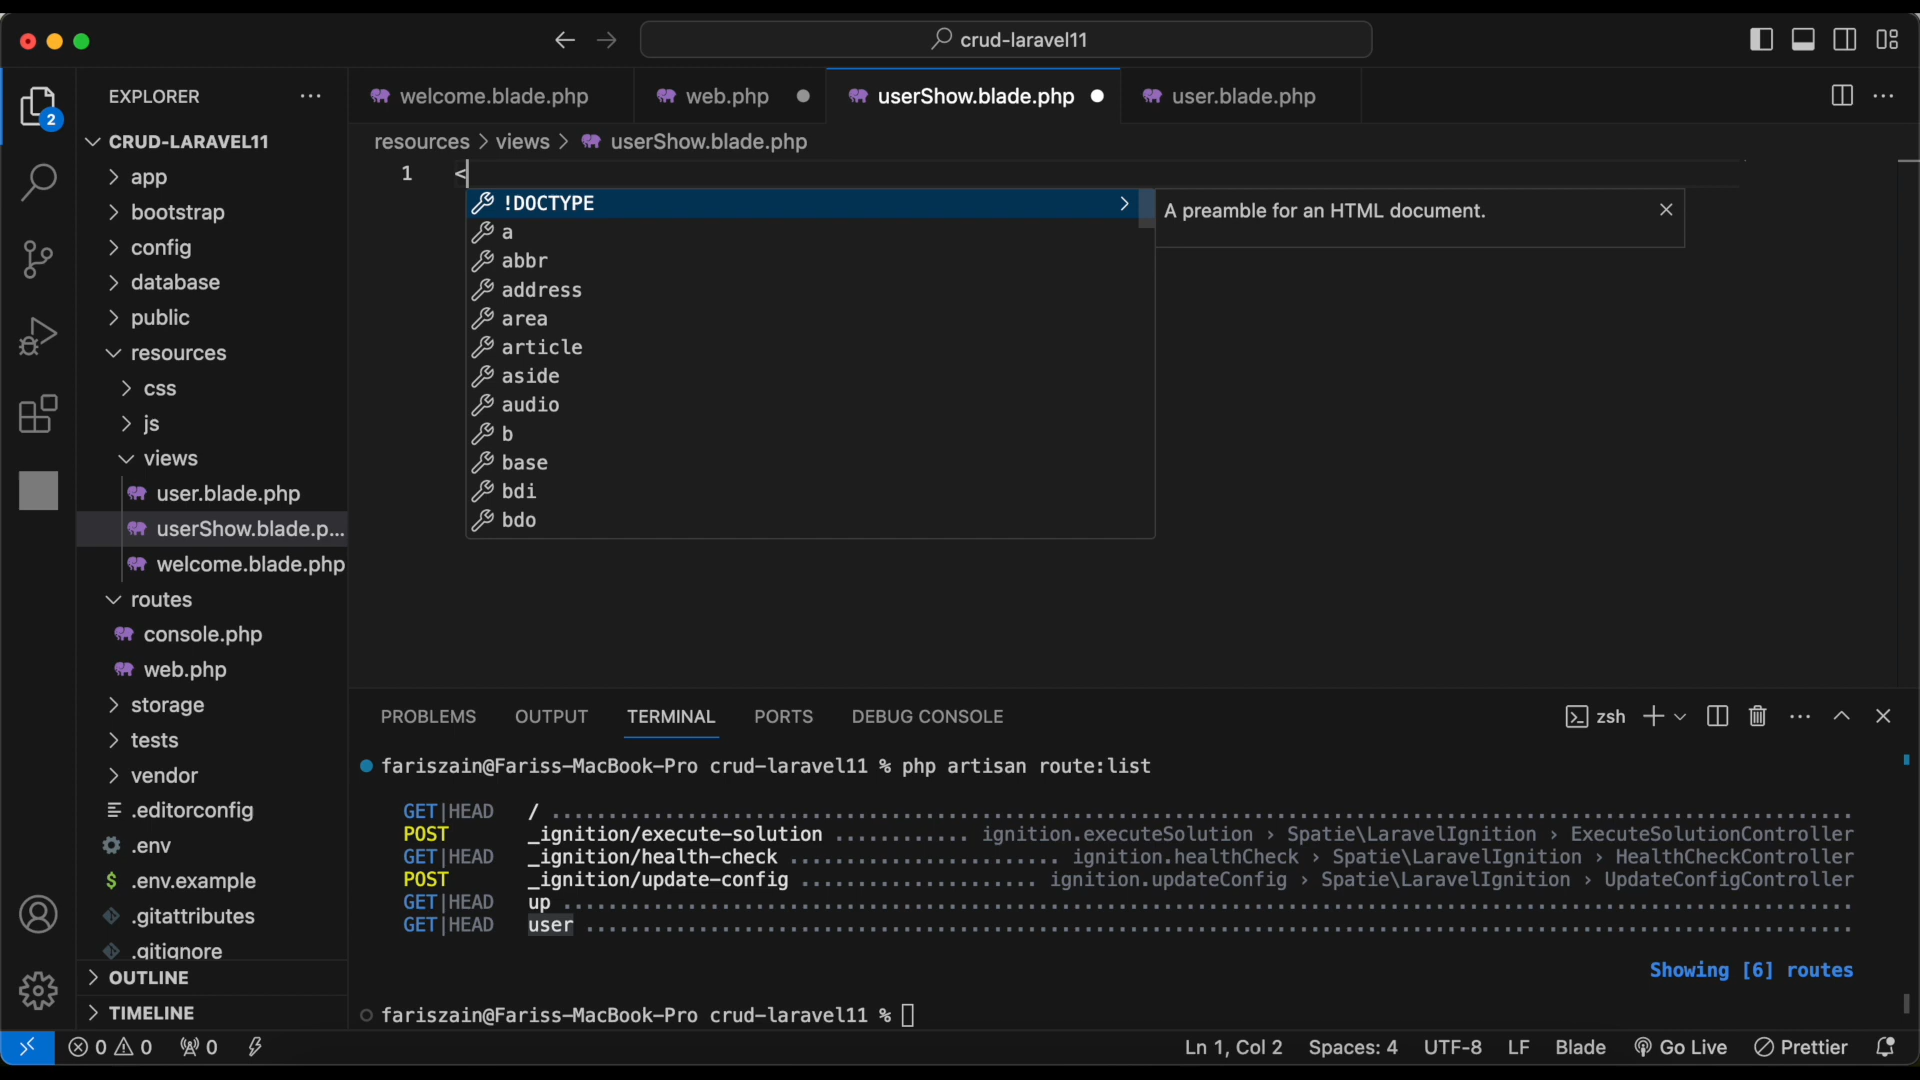 crud-laravel11
EXPLORER
CRUD-LARAVEL11
app
bootstrap
config
database
public
resources
css
js
views
user.blade.php
userShow.blade.p...
welcome.blade.php
routes
console.php
web.php
storage
tests
vendor
.editorconfig
.env
$ .env.example
.gitattributes
.gitignore
OUTLINE
TIMELINE
2
welcome.blade.php
web.php
userShow.blade.php
user.blade.php
resources > views > userShow.blade.php
1 <
!DOCTYPE
a
abbr
address
area
article
aside
audio
b
base
bdi
bdo
A preamble for an HTML document.
PROBLEMS OUTPUT TERMINAL PORTS DEBUG CONSOLE
zsh
fariszain@Fariss-MacBook-Pro crud-laravel11 % php artisan route:list
GET|HEAD / ....................................................................................................................
POST _ignition/execute-solution ............ ignition.executeSolution › Spatie\LaravelIgnition › ExecuteSolutionController
GET|HEAD _ignition/health-check ........................ ignition.healthCheck › Spatie\LaravelIgnition › HealthCheckController
POST _ignition/update-config ..................... ignition.updateConfig › Spatie\LaravelIgnition › UpdateConfigController
GET|HEAD up ...................................................................................................................
GET|HEAD user .................................................................................................................
Showing [6] routes
fariszain@Fariss-MacBook-Pro crud-laravel11 %
0 0 0
Ln 1, Col 2 Spaces: 4 UTF-8 LF Blade Go Live Prettier